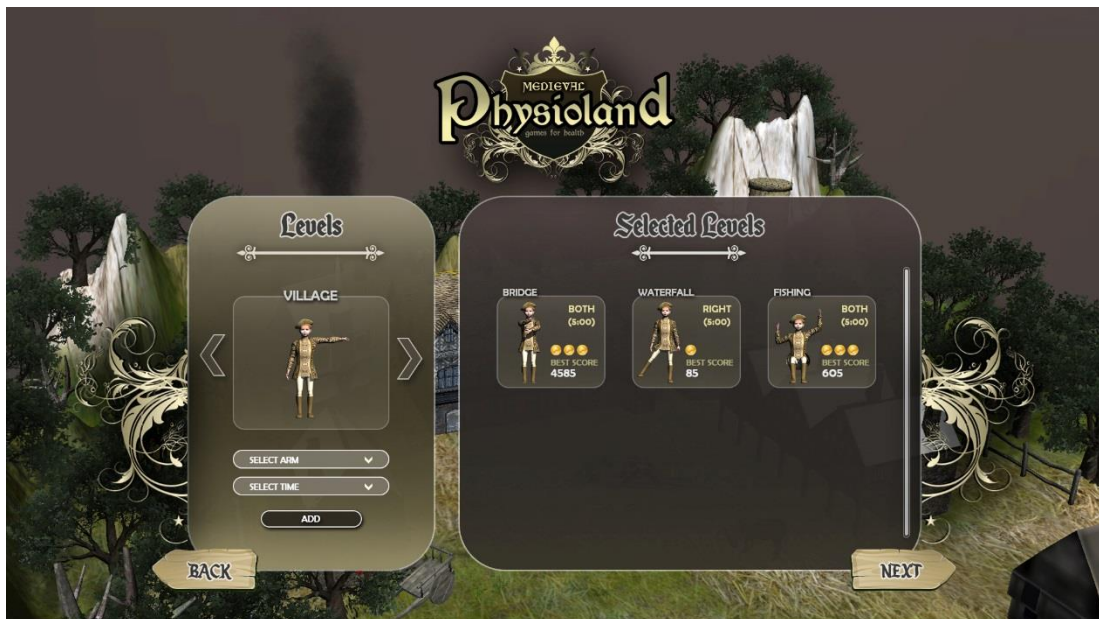 MEDIEVAL
Physioland
games for health
Levels
VILLAGE
SELECT ARM
SELECT TIME
ADD
Selected Levels
BRIDGE
BOTH
(5:00)
BEST SCORE
4585
WATERFALL
RIGHT
(5:00)
BEST SCORE
85
FISHING
BOTH
(5:00)
BEST SCORE
605
BACK
NEXT